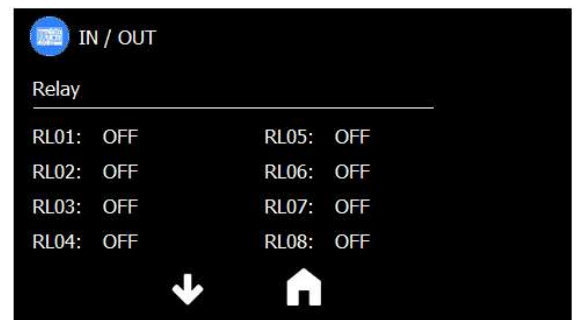 IN / OUT
Relay
RL01: OFF RL05: OFF
RL02: OFF RL06: OFF
RL03: OFF RL07: OFF
RL04: OFF RL08: OFF